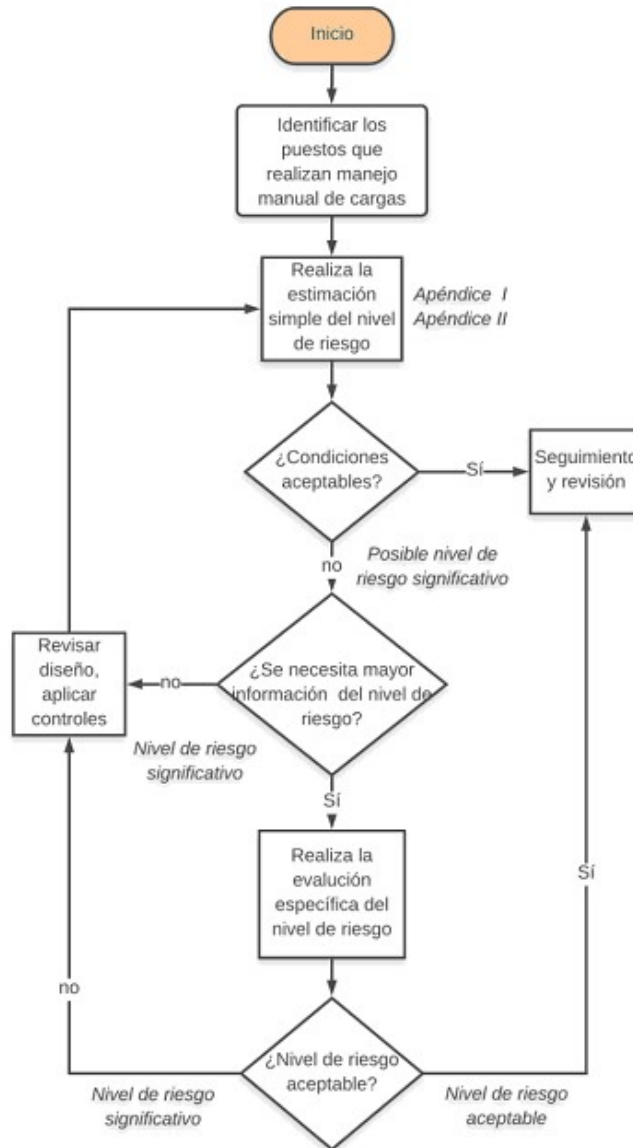 Inicio
Identificar los
puestos que
realizan manejo
manual de cargas
Realiza la
estimación
simple del nivel
de riesgo
Apéndice I
Apéndice II
¿Condiciones
aceptables?
Sí
Seguimiento
y revisión
no
Posible nivel de
riesgo significativo
¿Se necesita mayor
información del nivel de
riesgo?
no
Revisar
diseño,
aplicar
controles
Nivel de riesgo
significativo
Sí
Realiza la
evalución
específica del
nivel de riesgo
Sí
no
¿Nivel de riesgo
aceptable?
Nivel de riesgo
significativo
Nivel de riesgo
aceptable